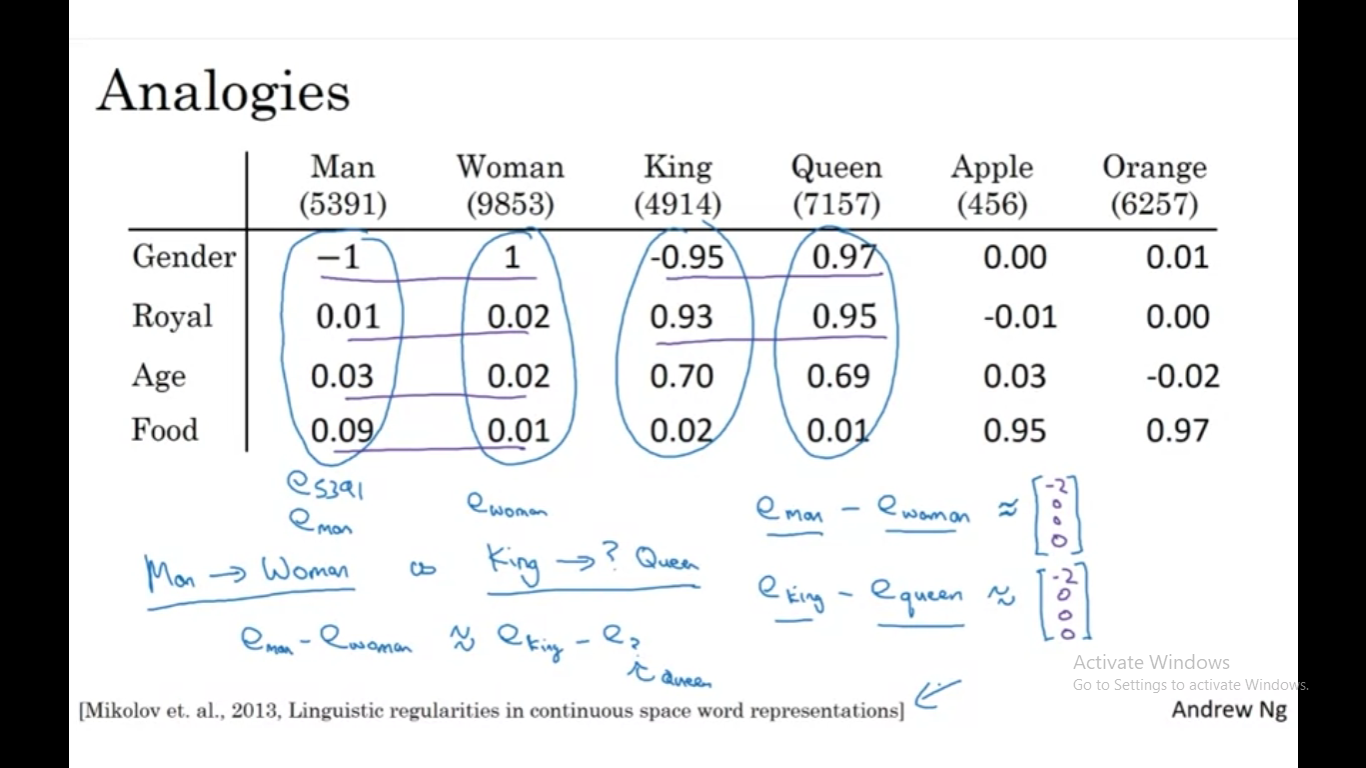 Analogies
Man Woman King Queen Apple Orange
(5391) (9853) (4914) (7157) (456) (6257)
Gender −1 1 -0.95 0.97 0.00 0.01
Royal 0.01 0.02 0.93 0.95 -0.01 0.00
Age 0.03 0.02 0.70 0.69 0.03 -0.02
Food 0.09 0.01 0.02 0.01 0.95 0.97
e5391
eman ewoman
eman − ewoman ≈ [-2 0 0 0]
Man → Woman as King → ? Queen
eking − equeen ≈ [-2 0 0 0]
eman − ewoman ≈ eking − e?
↑ Queen
Activate Windows
Go to Settings to activate Windows.
[Mikolov et. al., 2013, Linguistic regularities in continuous space word representations]
Andrew Ng